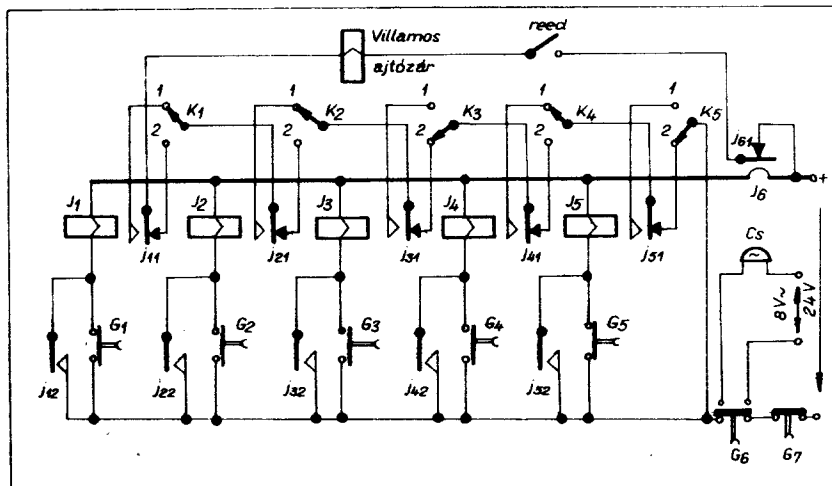 Villamos
ajtózár
reed
1 K1 2
1 K2 2
1 K3 2
1 K4 2
1 K5 2
j61
+
J6
J1 J2 J3 J4 J5
j11 j21 j31 j41 j51
Cs
8V~
24V
G1 G2 G3 G4 G5
j12 j22 j32 j42 j52
G6 G7